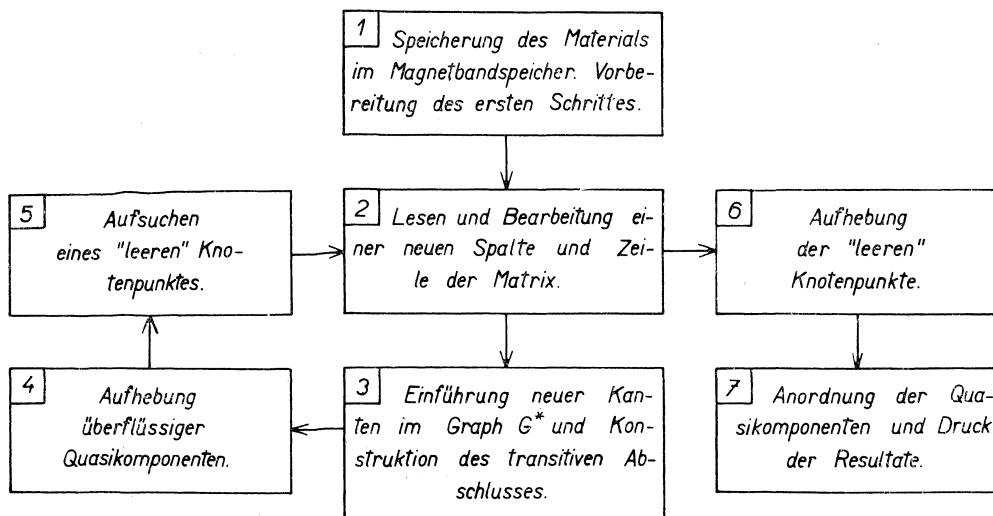 1
Speicherung des Materials
im Magnetbandspeicher. Vorbe-
reitung des ersten Schrittes.
5
Aufsuchen
eines "leeren" Kno-
tenpunktes.
2
Lesen und Bearbeitung ei-
ner neuen Spalte und Zei-
le der Matrix.
6
Aufhebung
der "leeren"
Knotenpunkte.
4
Aufhebung
überflüssiger
Quasikomponenten.
3
Einführung neuer Kan-
ten im Graph G* und Kon-
struktion des transitiven Ab-
schlusses.
7
Anordnung der Qua-
sikomponenten und Druck
der Resultate.